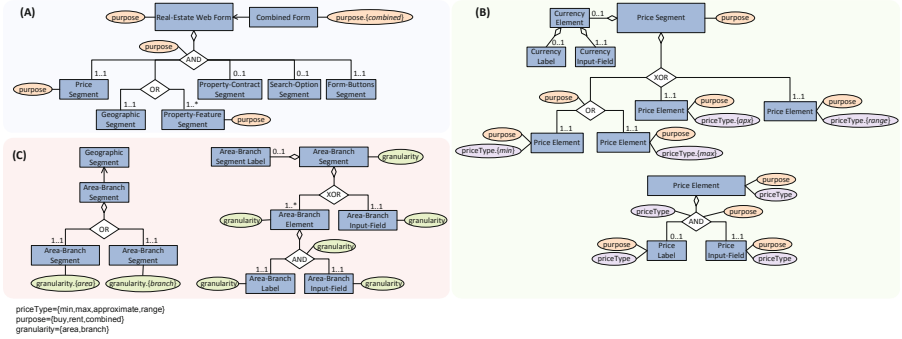 (A)
Real-Estate Web Form
Combined Form
purpose
purpose.{combined}
purpose
AND
1..1
0..1
0..1
1..1
purpose
Price
Segment
OR
Property-Contract
Segment
Search-Option
Segment
Form-Buttons
Segment
1..1
1..*
Geographic
Segment
Property-Feature
Segment
purpose
(B)
Currency
Element
0..1
Price Segment
purpose
0..1
1..1
Currency
Label
Currency
Input-Field
XOR
purpose
OR
1..1
1..1
Price Element
purpose
priceType.{apx}
Price Element
purpose
priceType.{range}
1..1
1..1
purpose
priceType.{min}
Price Element
Price Element
purpose
priceType.{max}
Price Element
purpose
priceType
priceType
purpose
AND
0..1
1..1
purpose
priceType
Price
Label
Price
Input-Field
purpose
priceType
(C)
Geographic
Segment
Area-Branch
Segment
OR
1..1
1..1
Area-Branch
Segment
Area-Branch
Segment
granularity.{area}
granularity.{branch}
Area-Branch
Segment Label
0..1
Area-Branch
Segment
granularity
XOR
1..*
1..1
granularity
Area-Branch
Element
Area-Branch
Input-Field
granularity
granularity
AND
1..1
1..1
granularity
Area-Branch
Label
Area-Branch
Input-Field
granularity
priceType={min,max,approximate,range}
purpose={buy,rent,combined}
granularity={area,branch}